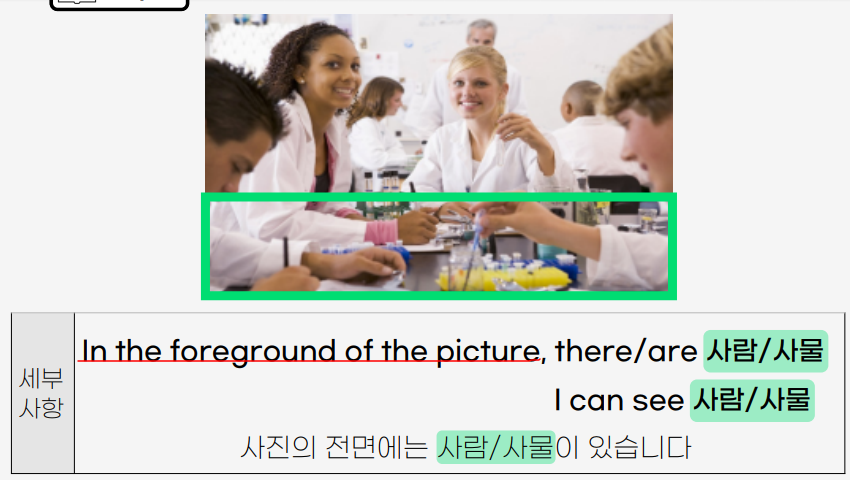 In the foreground of the picture, there/are 사람/사물
세부
사항
I can see 사람/사물
사진의 전면에는 사람/사물이 있습니다